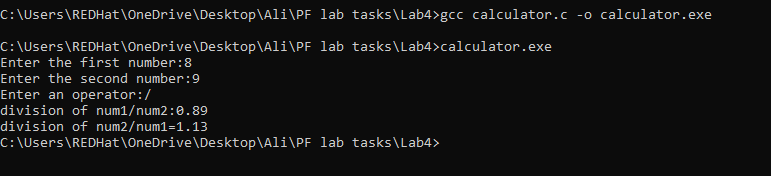 C:\Users\REDHat\OneDrive\Desktop\Ali\PF lab tasks\Lab4>gcc calculator.c -o calculator.exe
C:\Users\REDHat\OneDrive\Desktop\Ali\PF lab tasks\Lab4>calculator.exe
Enter the first number:8
Enter the second number:9
Enter an operator:/
division of num1/num2:0.89
division of num2/num1=1.13
C:\Users\REDHat\OneDrive\Desktop\Ali\PF lab tasks\Lab4>